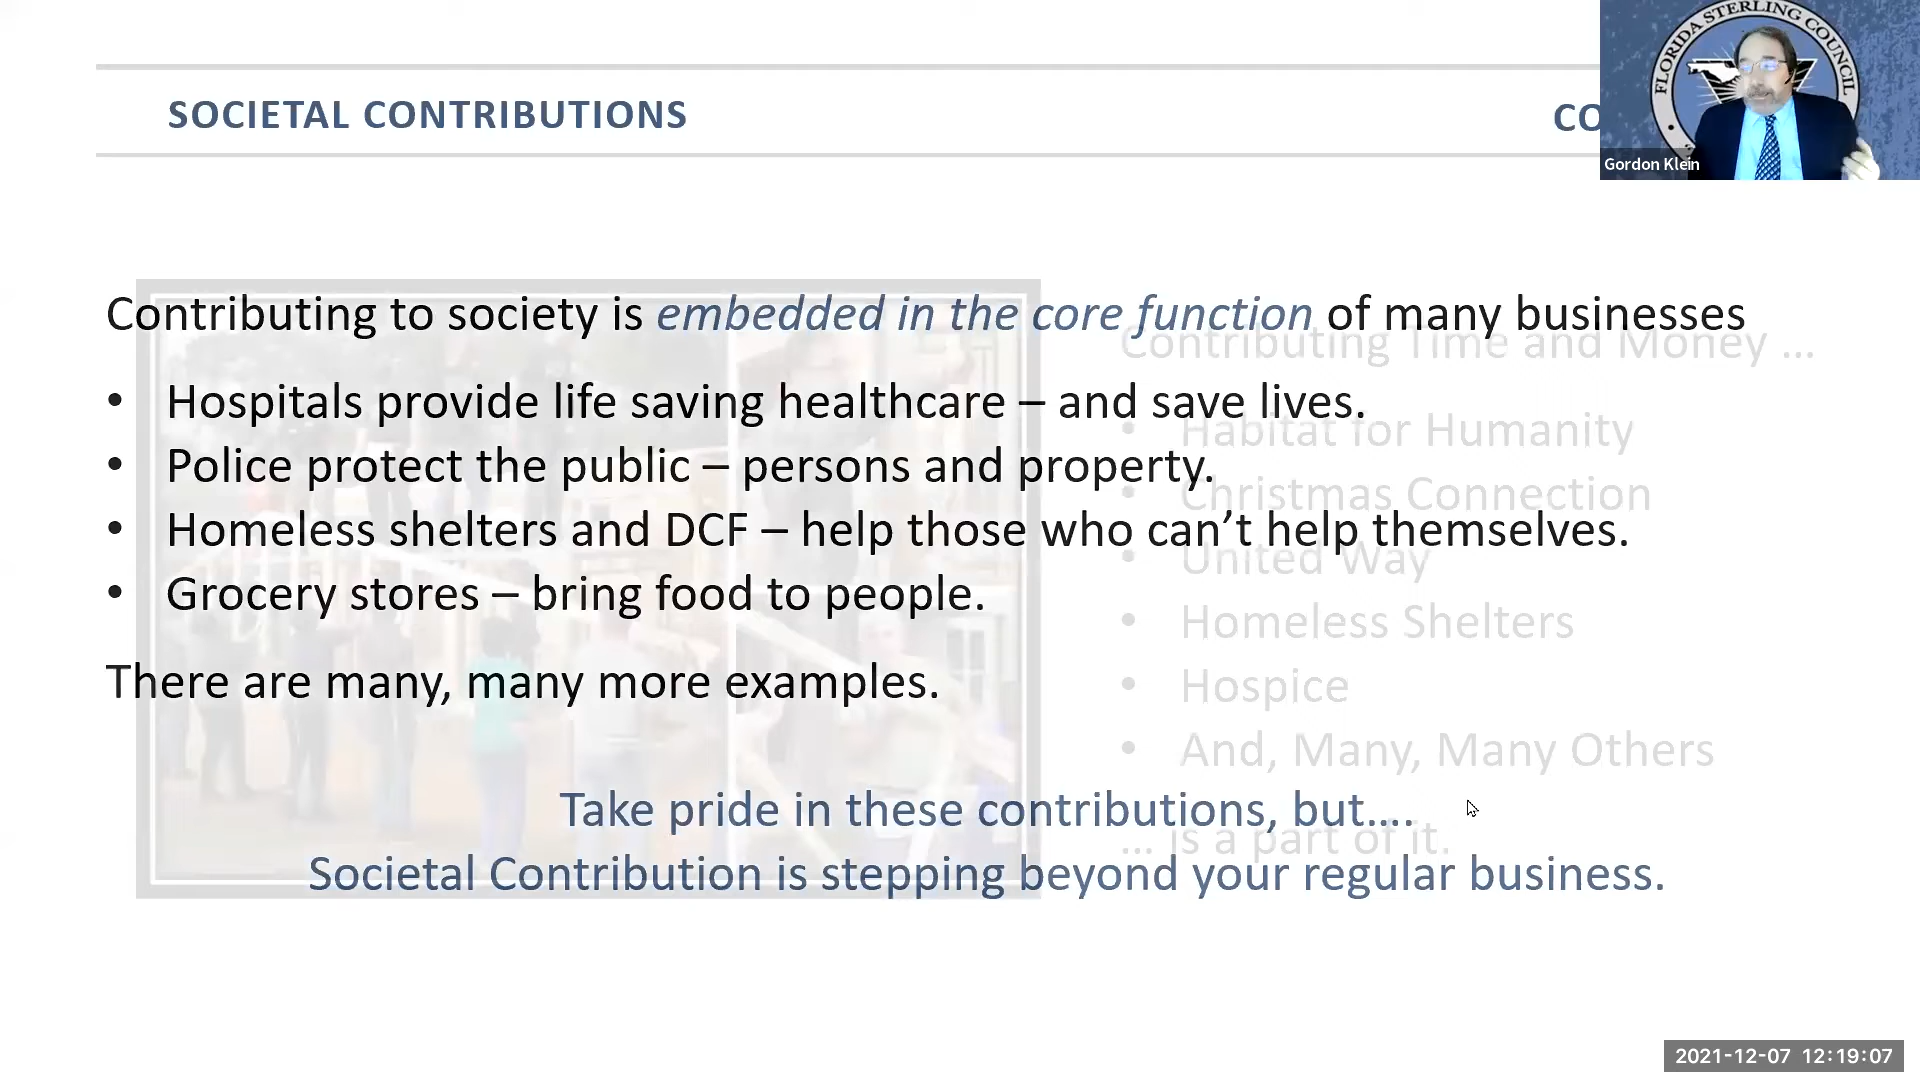 SOCIETAL CONTRIBUTIONS
CO
FLORIDA STERLING COUNCIL
Gordon Klein
Contributing to society is embedded in the core function of many businesses
• Hospitals provide life saving healthcare – and save lives.
• Police protect the public – persons and property.
• Homeless shelters and DCF – help those who can’t help themselves.
• Grocery stores – bring food to people.
There are many, many more examples.
Take pride in these contributions, but….
Societal Contribution is stepping beyond your regular business.
Contributing Time and Money …
• Habitat for Humanity
• Christmas Connection
• United Way
• Homeless Shelters
• Hospice
• And, Many, Many Others
… is a part of it.
2021-12-07 12:19:07